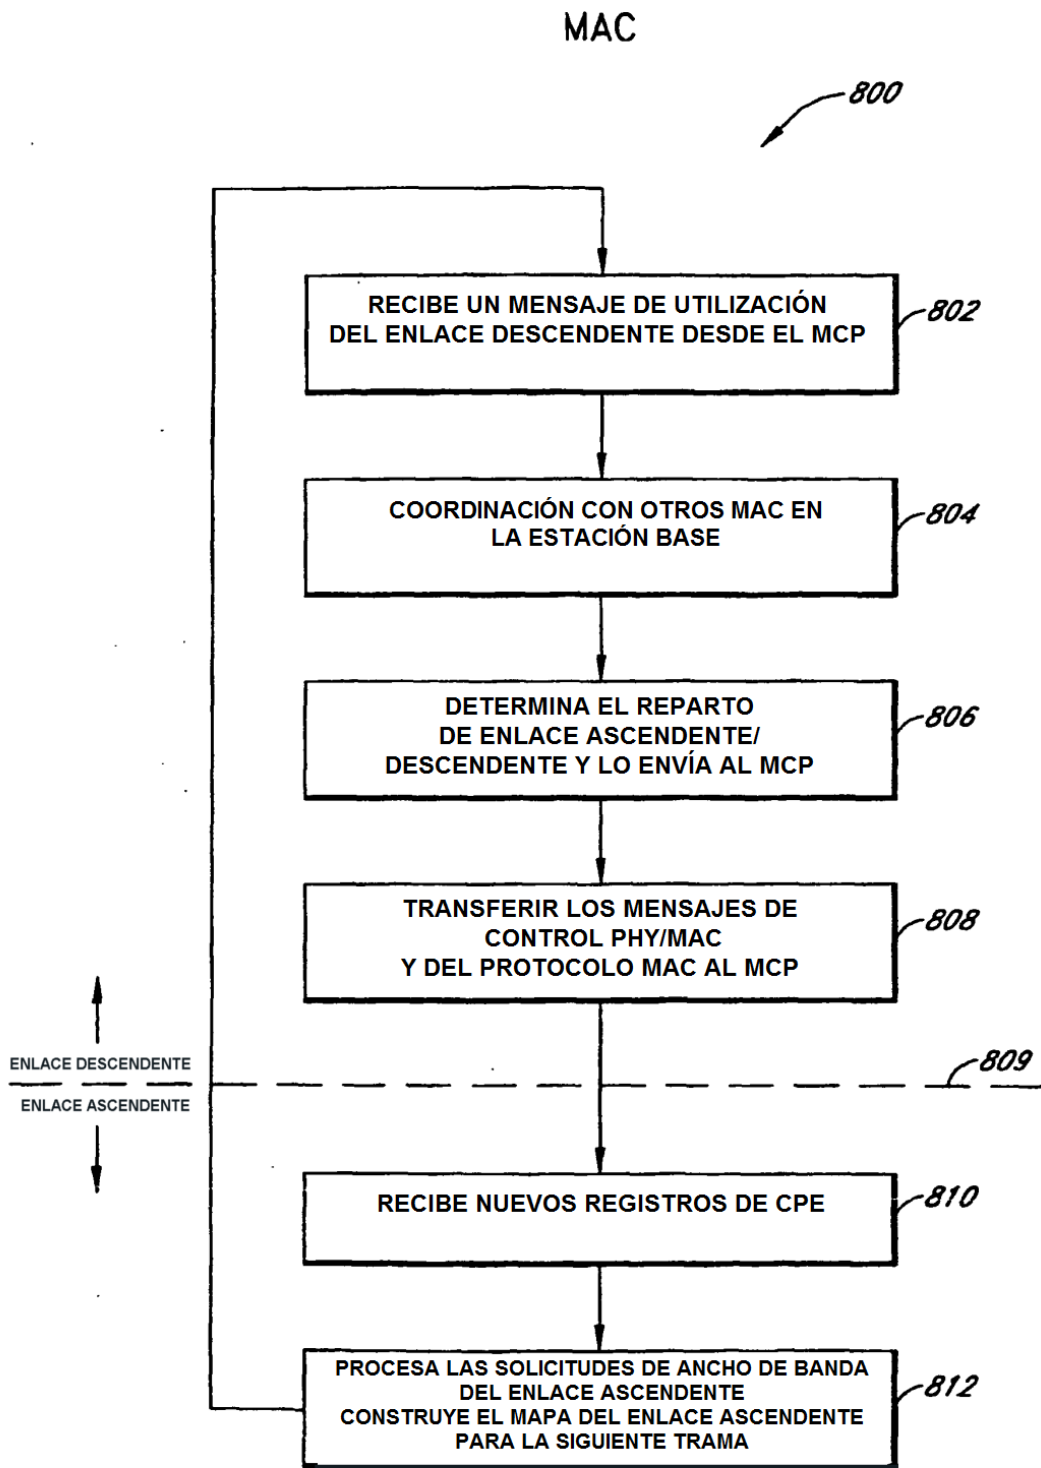 MAC
800
RECIBE UN MENSAJE DE UTILIZACIÓN
DEL ENLACE DESCENDENTE DESDE EL MCP
802
COORDINACIÓN CON OTROS MAC EN
LA ESTACIÓN BASE
804
DETERMINA EL REPARTO
DE ENLACE ASCENDENTE/
DESCENDENTE Y LO ENVÍA AL MCP
806
TRANSFERIR LOS MENSAJES DE
CONTROL PHY/MAC
Y DEL PROTOCOLO MAC AL MCP
808
ENLACE DESCENDENTE
809
ENLACE ASCENDENTE
RECIBE NUEVOS REGISTROS DE CPE
810
PROCESA LAS SOLICITUDES DE ANCHO DE BANDA
DEL ENLACE ASCENDENTE
CONSTRUYE EL MAPA DEL ENLACE ASCENDENTE
PARA LA SIGUIENTE TRAMA
812